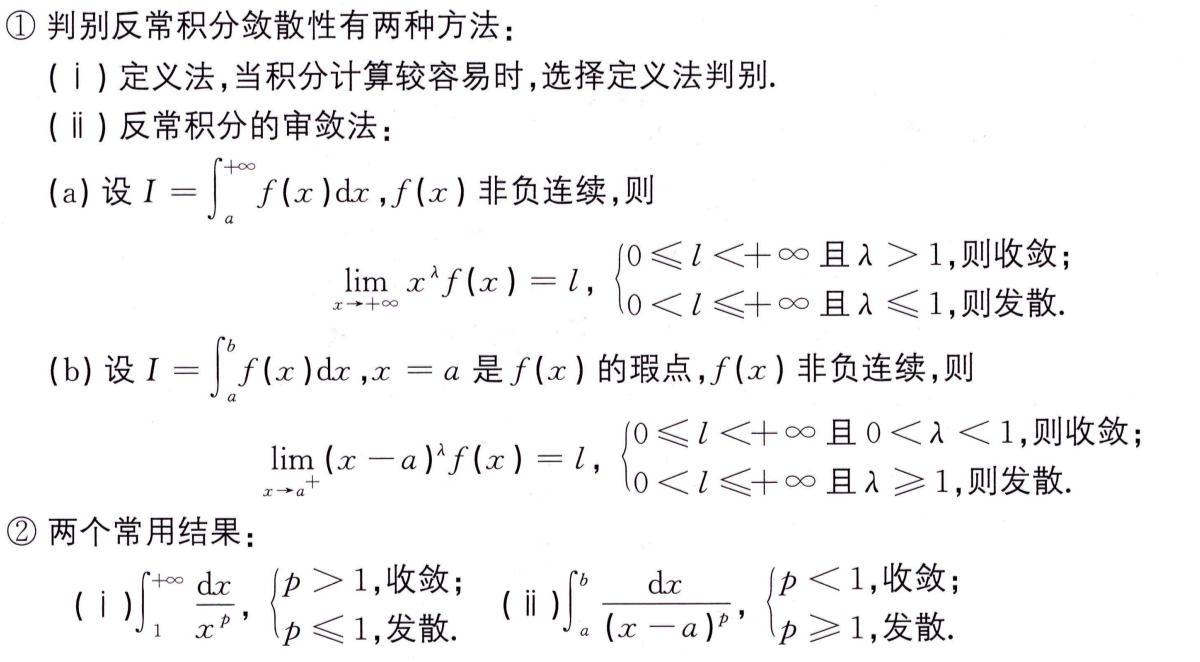 ① 判别反常积分敛散性有两种方法:
(ⅰ) 定义法,当积分计算较容易时,选择定义法判别.
(ⅱ) 反常积分的审敛法:
(a) 设 $I = \int_{a}^{+\infty} f(x)\mathrm{d}x$ ,$f(x)$ 非负连续,则
$\lim\limits_{x \to +\infty} x^{\lambda} f(x) = l, \begin{cases} 0 \leqslant l < +\infty \text{ 且 } \lambda > 1, \text{则收敛;} \\ 0 < l \leqslant +\infty \text{ 且 } \lambda \leqslant 1, \text{则发散.} \end{cases}$
(b) 设 $I = \int_{a}^{b} f(x)\mathrm{d}x$ ,$x = a$ 是 $f(x)$ 的瑕点,$f(x)$ 非负连续,则
$\lim\limits_{x \to a^{+}} (x - a)^{\lambda} f(x) = l, \begin{cases} 0 \leqslant l < +\infty \text{ 且 } 0 < \lambda < 1, \text{则收敛;} \\ 0 < l \leqslant +\infty \text{ 且 } \lambda \geqslant 1, \text{则发散.} \end{cases}$
② 两个常用结果:
(ⅰ) $\int_{1}^{+\infty} \frac{\mathrm{d}x}{x^{p}}, \begin{cases} p > 1, \text{收敛;} \\ p \leqslant 1, \text{发散.} \end{cases}$ (ⅱ) $\int_{a}^{b} \frac{\mathrm{d}x}{(x - a)^{p}}, \begin{cases} p < 1, \text{收敛;} \\ p \geqslant 1, \text{发散.} \end{cases}$